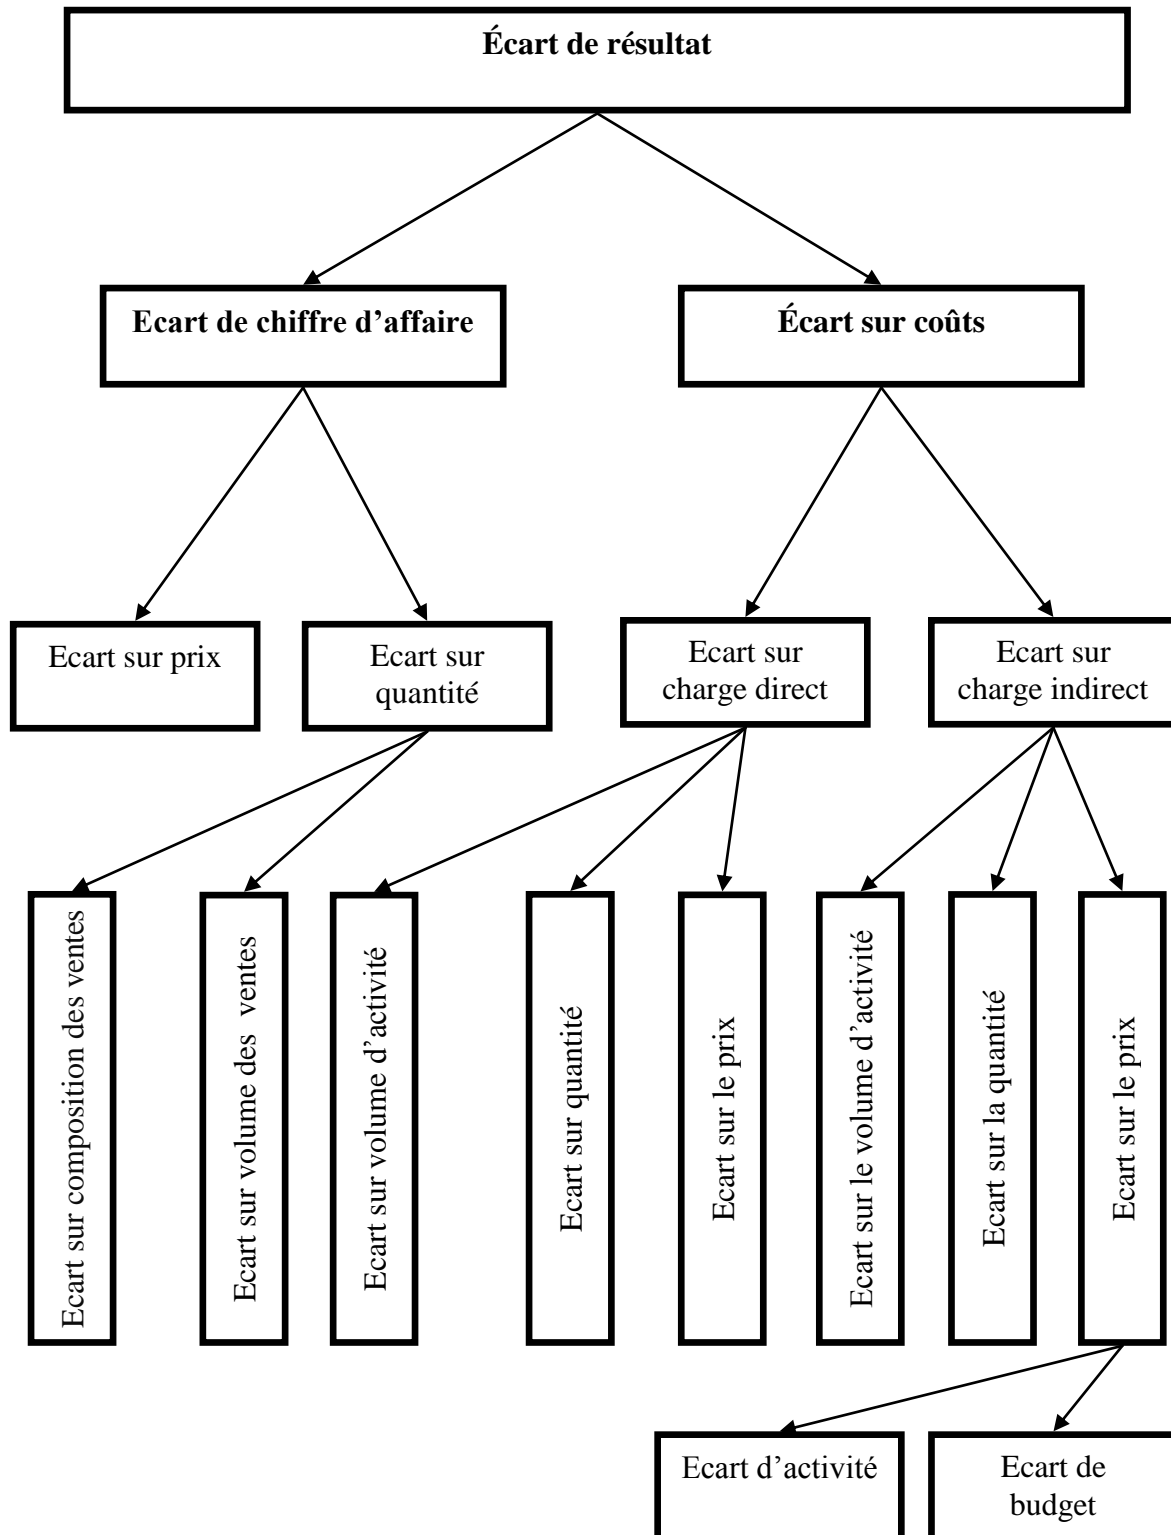 Écart de résultat
Ecart de chiffre d’affaire
Écart sur coûts
Ecart sur prix
Ecart sur
quantité
Ecart sur
charge direct
Ecart sur
charge indirect
Ecart sur composition des ventes
Ecart sur volume des ventes
Ecart sur volume d’activité
Ecart sur quantité
Ecart sur le prix
Ecart sur le volume d’activité
Ecart sur la quantité
Ecart sur le prix
Ecart d’activité
Ecart de
budget